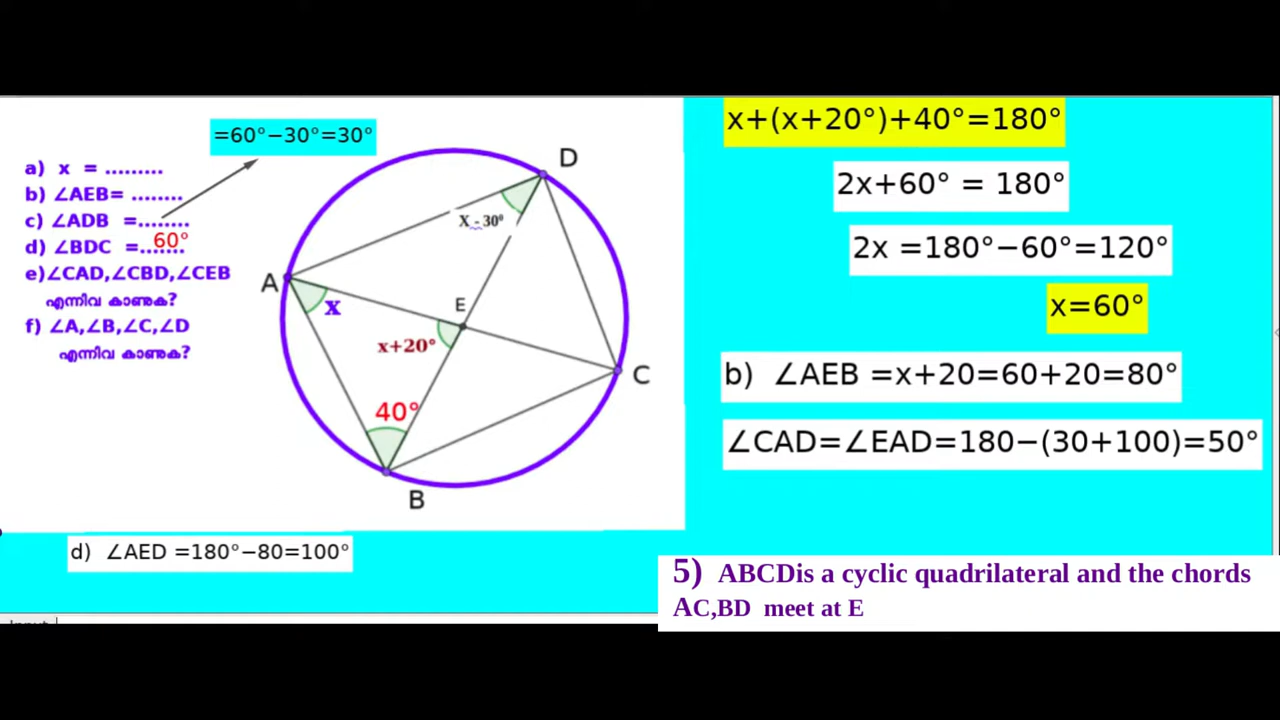 =60°−30°=30°
a) x = .........
b) ∠AEB= ........
c) ∠ADB =........
d) ∠BDC =.......
60°
e)∠CAD,∠CBD,∠CEB
എന്നിവ കാണുക?
f) ∠A,∠B,∠C,∠D
എന്നിവ കാണുക?
D
X - 30⁰
A
x
E
x+20°
C
40°
B
x+(x+20°)+40°=180°
2x+60° = 180°
2x =180°−60°=120°
x=60°
b) ∠AEB =x+20=60+20=80°
∠CAD=∠EAD=180−(30+100)=50°
d) ∠AED =180°−80=100°
5) ABCDis a cyclic quadrilateral and the chords
AC,BD meet at E